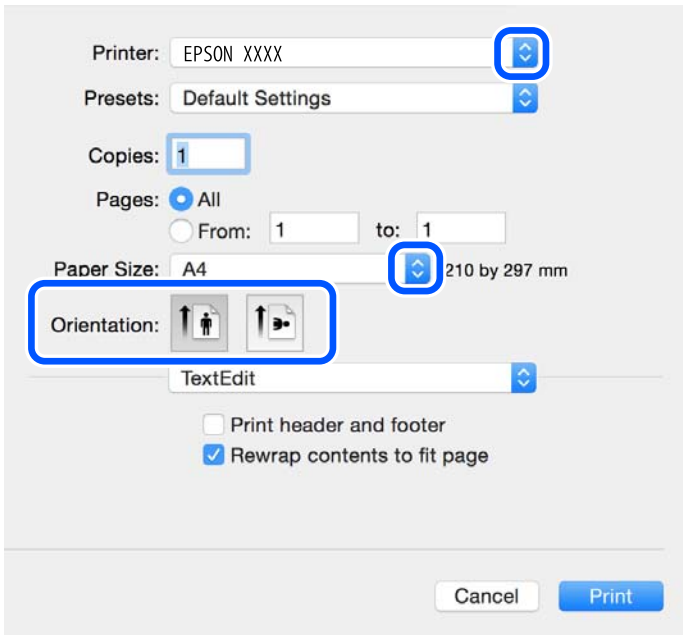 Printer: EPSON XXXX
Presets: Default Settings
Copies: 1
Pages: All
From: 1 to: 1
Paper Size: A4 210 by 297 mm
Orientation:
TextEdit
Print header and footer
Rewrap contents to fit page
Cancel Print